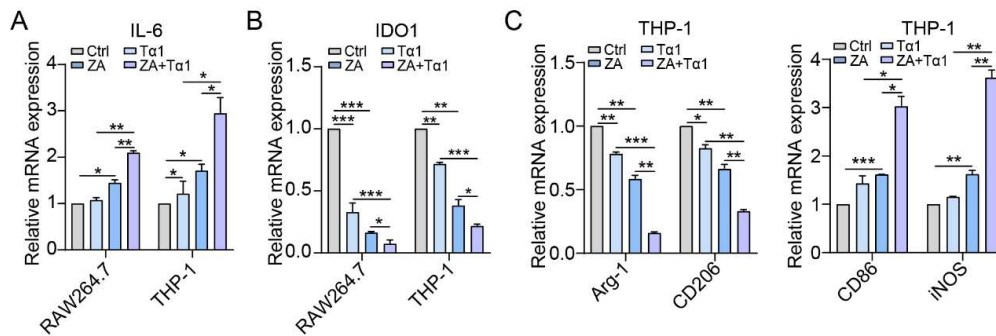 A
IL-6
Ctrl Tα1
ZA ZA+Tα1
Relative mRNA expression
4
3
2
1
0
* * ** ** * * * *
RAW264.7
THP-1
B
IDO1
Ctrl Tα1
ZA ZA+Tα1
Relative mRNA expression
1.5
1.0
0.5
0.0
*** *** *** * ** ** *** *
RAW264.7
THP-1
C
THP-1
Ctrl Tα1
ZA ZA+Tα1
Relative mRNA expression
1.5
1.0
0.5
0.0
** ** *** ** ** * ** **
Arg-1
CD206
THP-1
Ctrl Tα1
ZA ZA+Tα1
Relative mRNA expression
5
4
3
2
1
0
*** * * ** ** **
CD86
iNOS